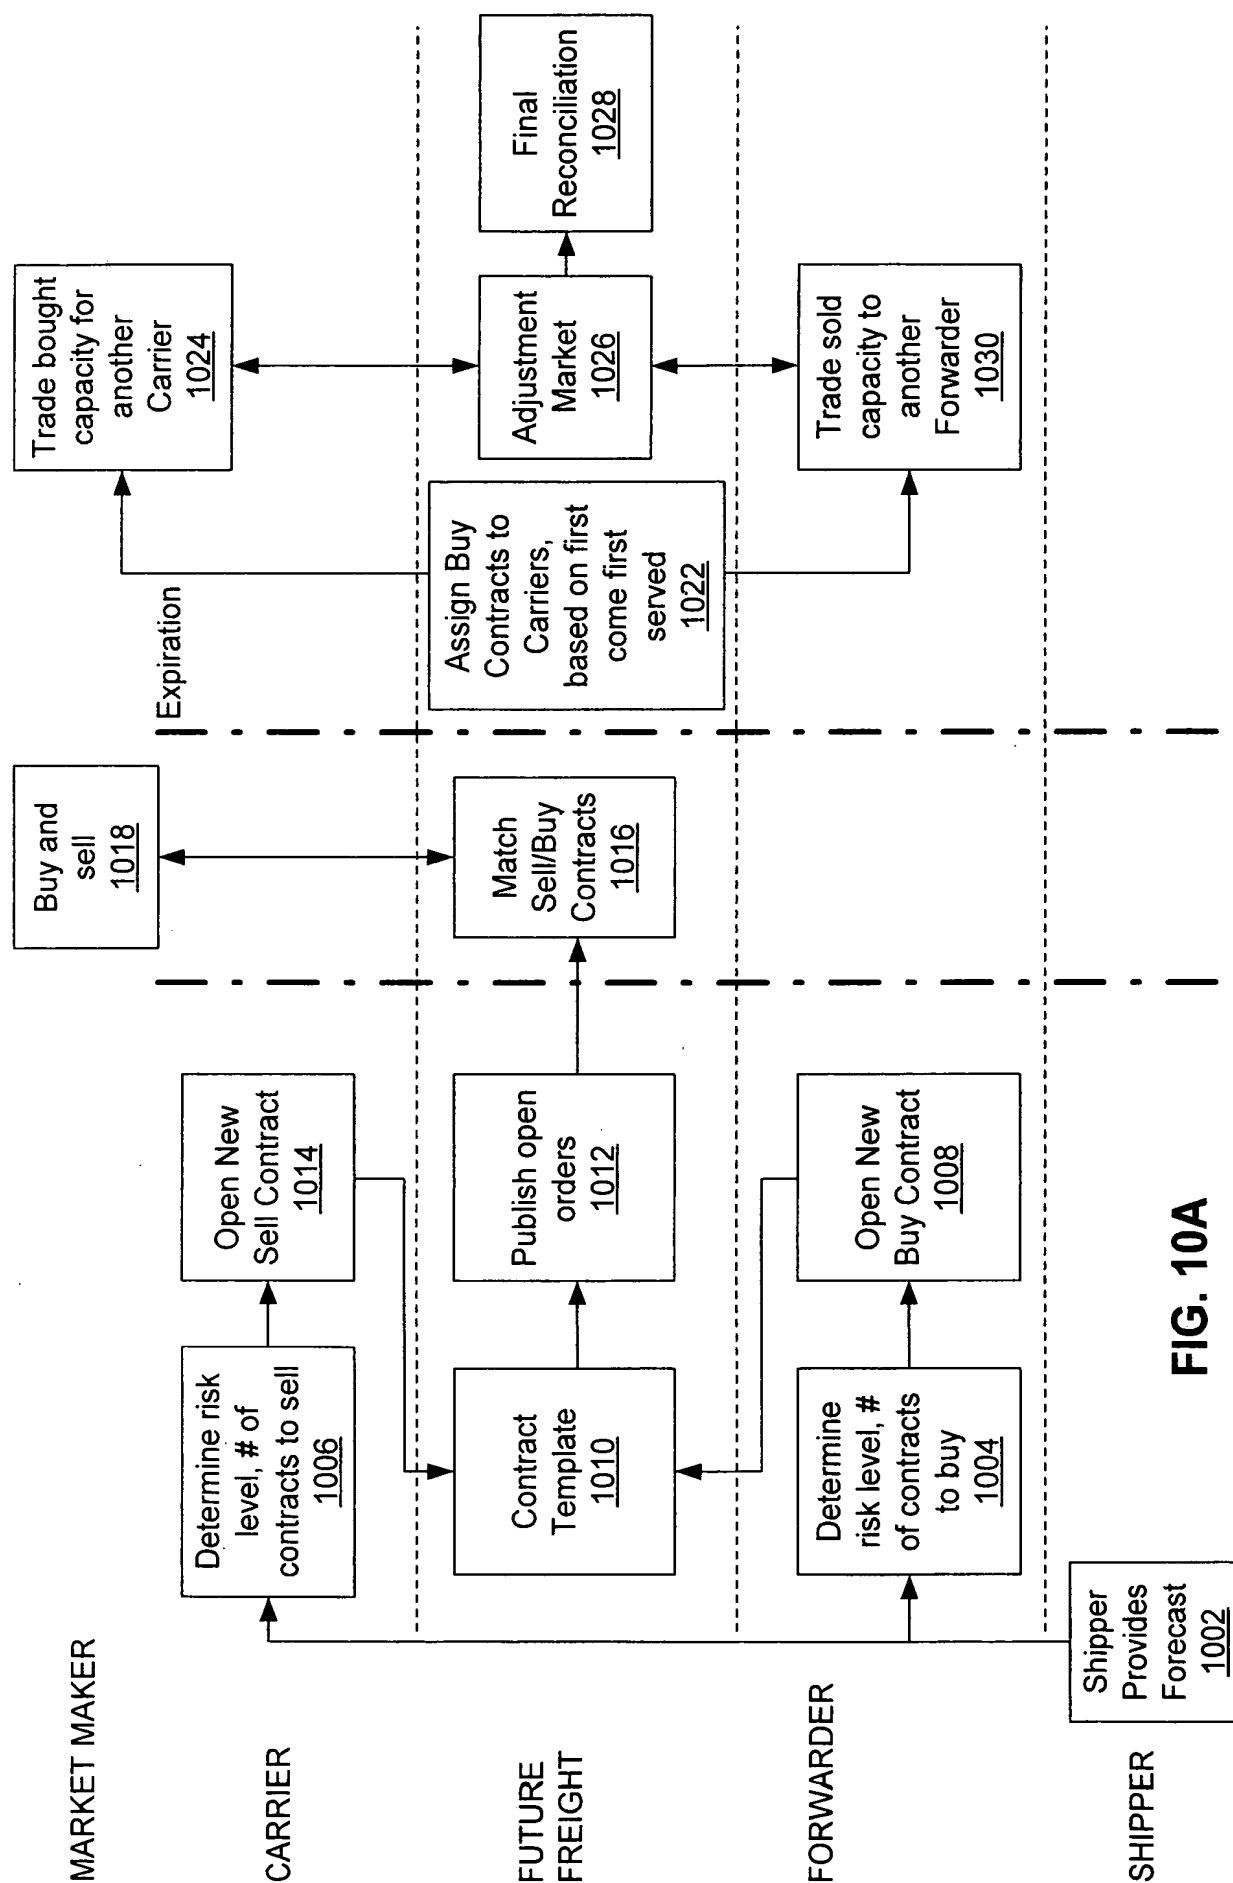 MARKET MAKER
Buy and
sell
1018
Trade bought
capacity for
another
Carrier
1024
Expiration
CARRIER
Determine risk
level, # of
contracts to sell
1006
Open New
Sell Contract
1014
FUTURE
FREIGHT
Contract
Template
1010
Publish open
orders
1012
Match
Sell/Buy
Contracts
1016
Assign Buy
Contracts to
Carriers,
based on first
come first
served
1022
Adjustment
Market
1026
Final
Reconciliation
1028
FORWARDER
Determine
risk level, #
of contracts
to buy
1004
Open New
Buy Contract
1008
Trade sold
capacity to
another
Forwarder
1030
SHIPPER
Shipper
Provides
Forecast
1002
FIG. 10A